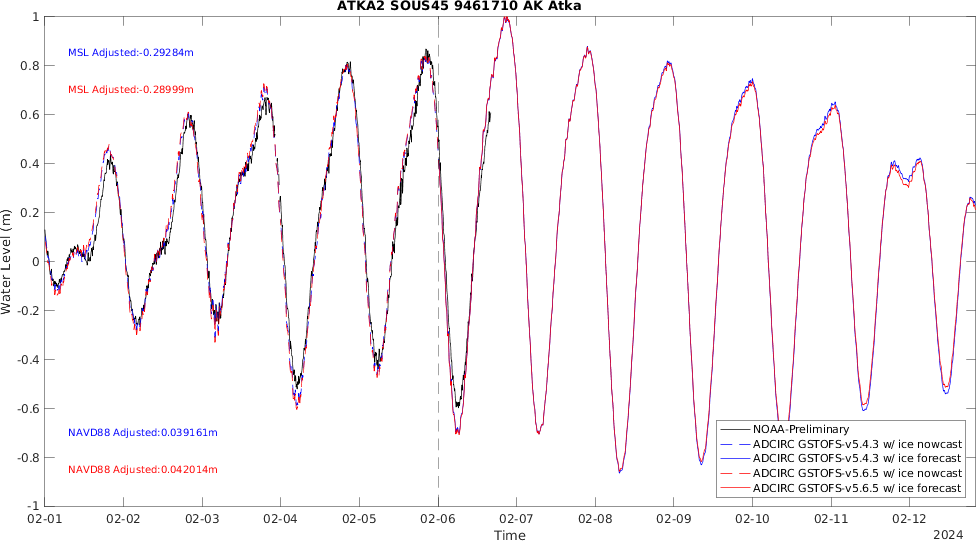 ATKA2 SOUS45 9461710 AK Atka
1
0.8
0.6
0.4
0.2
0
-0.2
-0.4
-0.6
-0.8
-1
Water Level (m)
MSL Adjusted:-0.29284m
MSL Adjusted:-0.28999m
NAVD88 Adjusted:0.039161m
NAVD88 Adjusted:0.042014m
NOAA-Preliminary
ADCIRC GSTOFS-v5.4.3 w/ ice nowcast
ADCIRC GSTOFS-v5.4.3 w/ ice forecast
ADCIRC GSTOFS-v5.6.5 w/ ice nowcast
ADCIRC GSTOFS-v5.6.5 w/ ice forecast
02-01 02-02 02-03 02-04 02-05 02-06 02-07 02-08 02-09 02-10 02-11 02-12
Time
2024